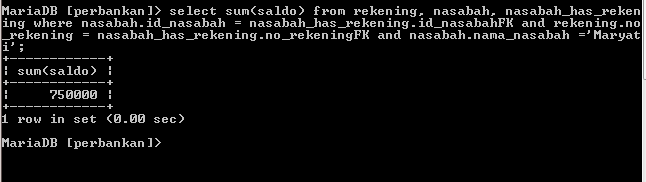 MariaDB [perbankan]> select sum(saldo) from rekening, nasabah, nasabah_has_reken
ing where nasabah.id_nasabah = nasabah_has_rekening.id_nasabahFK and rekening.no
_rekening = nasabah_has_rekening.no_rekeningFK and nasabah.nama_nasabah ='Maryat
i';
+------------+
| sum(saldo) |
+------------+
|     750000 |
+------------+
1 row in set (0.00 sec)
MariaDB [perbankan]>